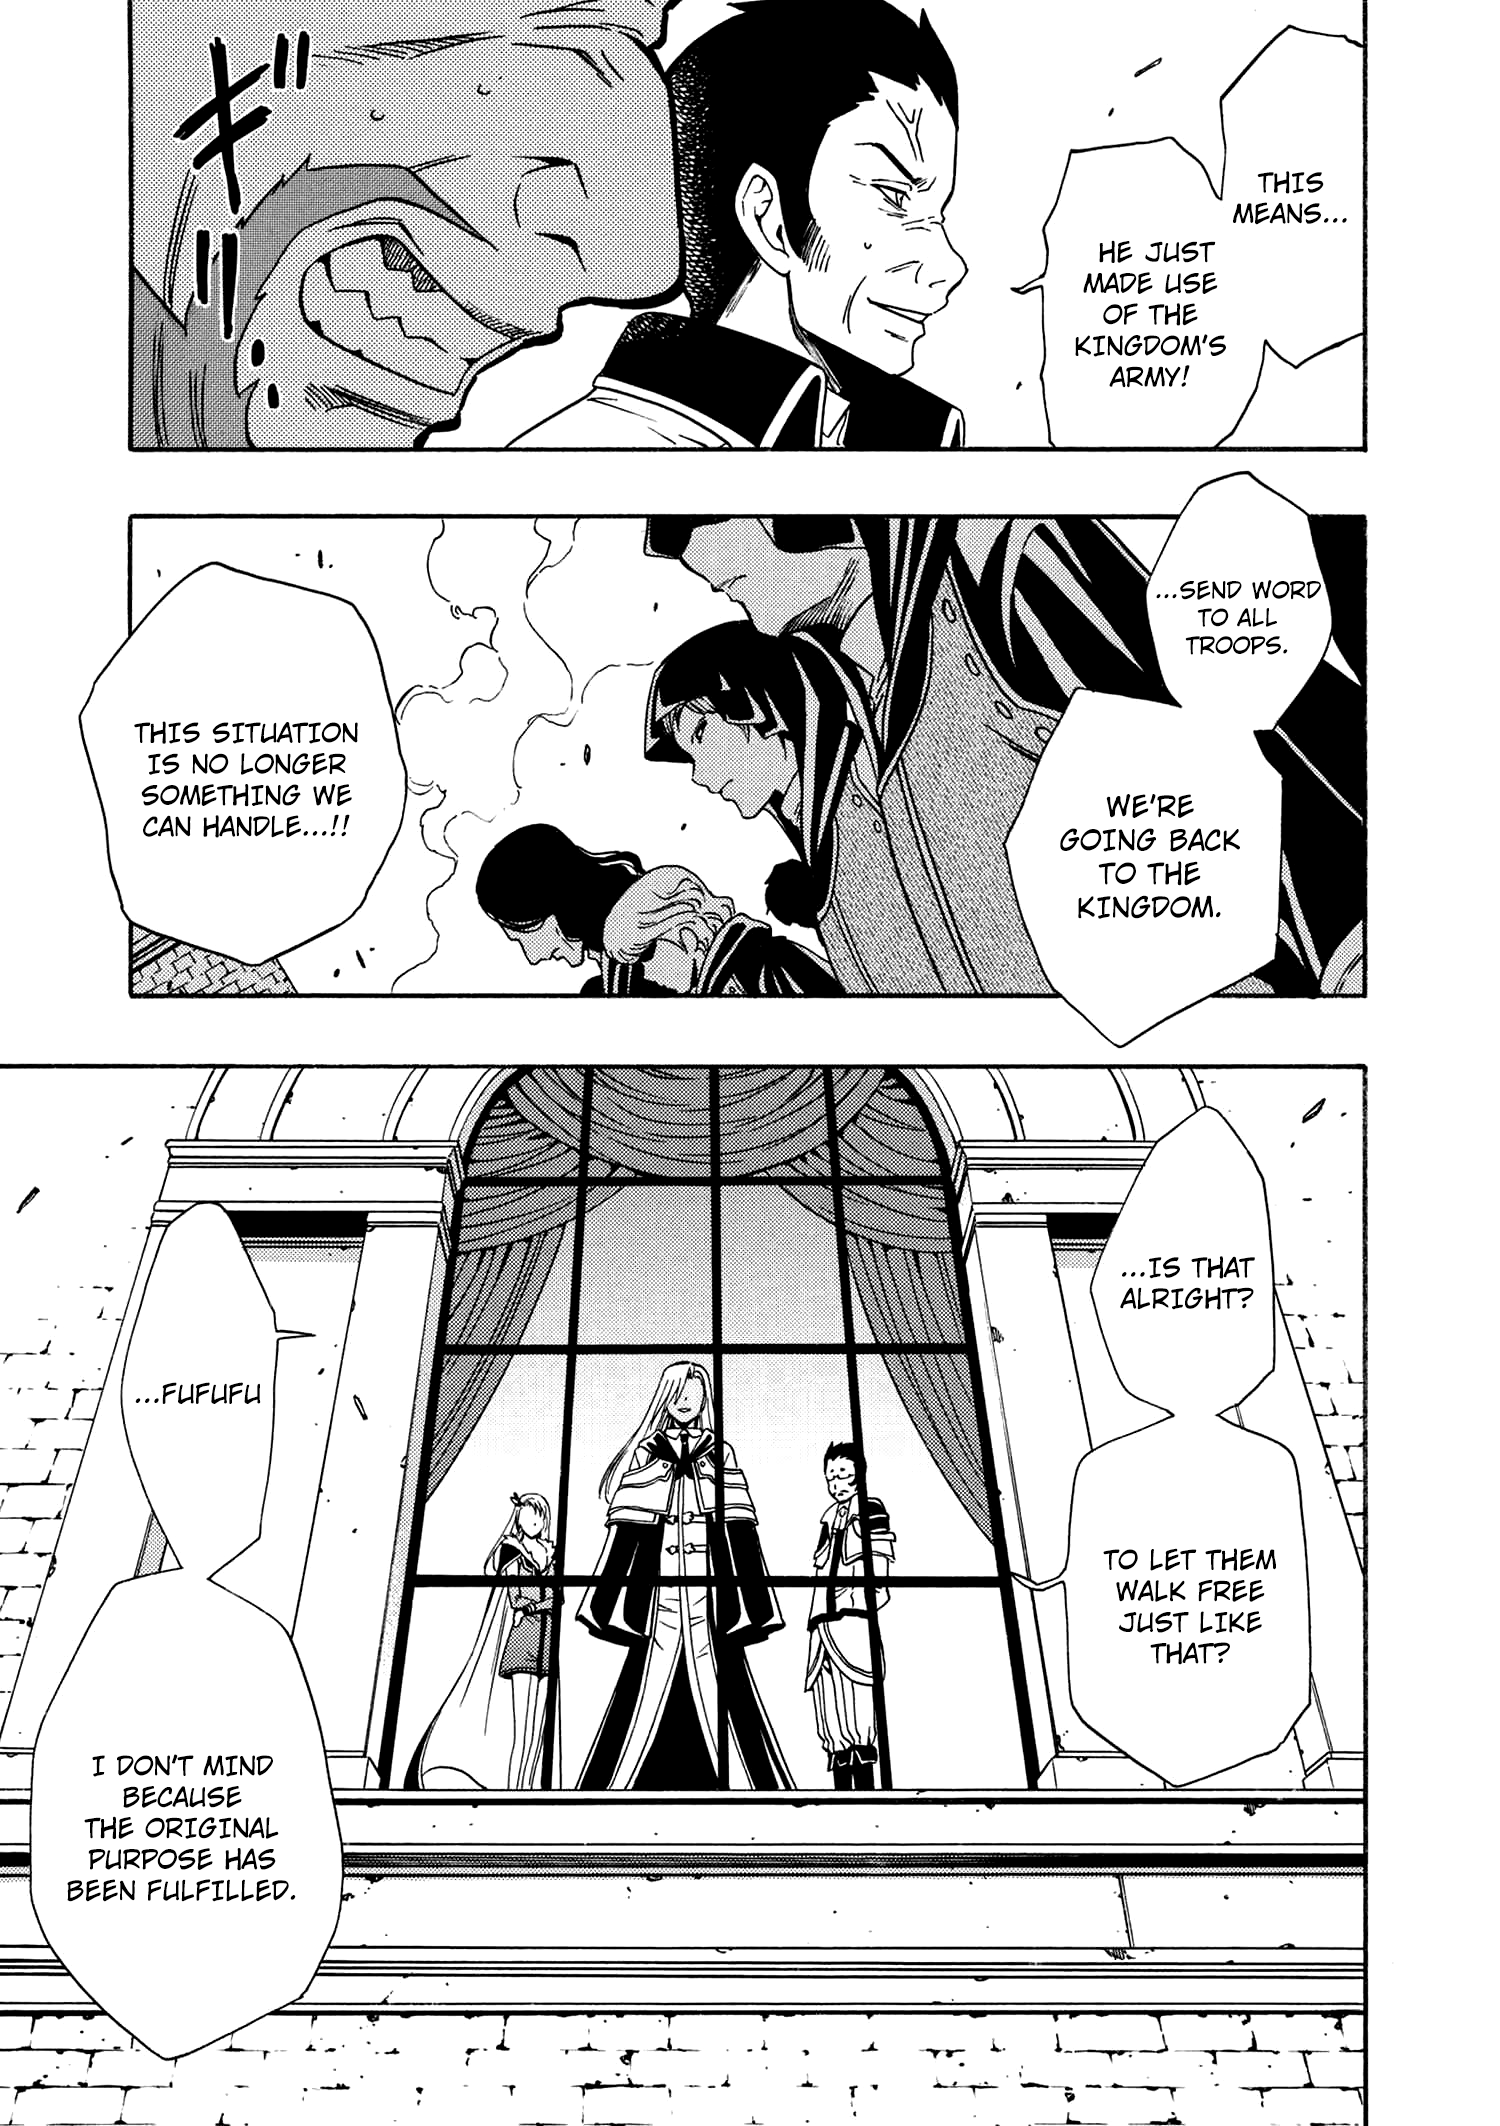 THIS
MEANS...
HE JUST
MADE USE
OF THE
KINGDOM'S
ARMY!
ギ
...SEND WORD
TO ALL
TROOPS.
WE'RE
GOING BACK
TO THE
KINGDOM.
THIS SITUATION
IS NO LONGER
SOMETHING WE
CAN HANDLE...!!
...IS THAT
ALRIGHT?
TO LET THEM
WALK FREE
JUST LIKE
THAT?
...FUFUFU
I DON'T MIND
BECAUSE
THE ORIGINAL
PURPOSE HAS
BEEN FULFILLED.